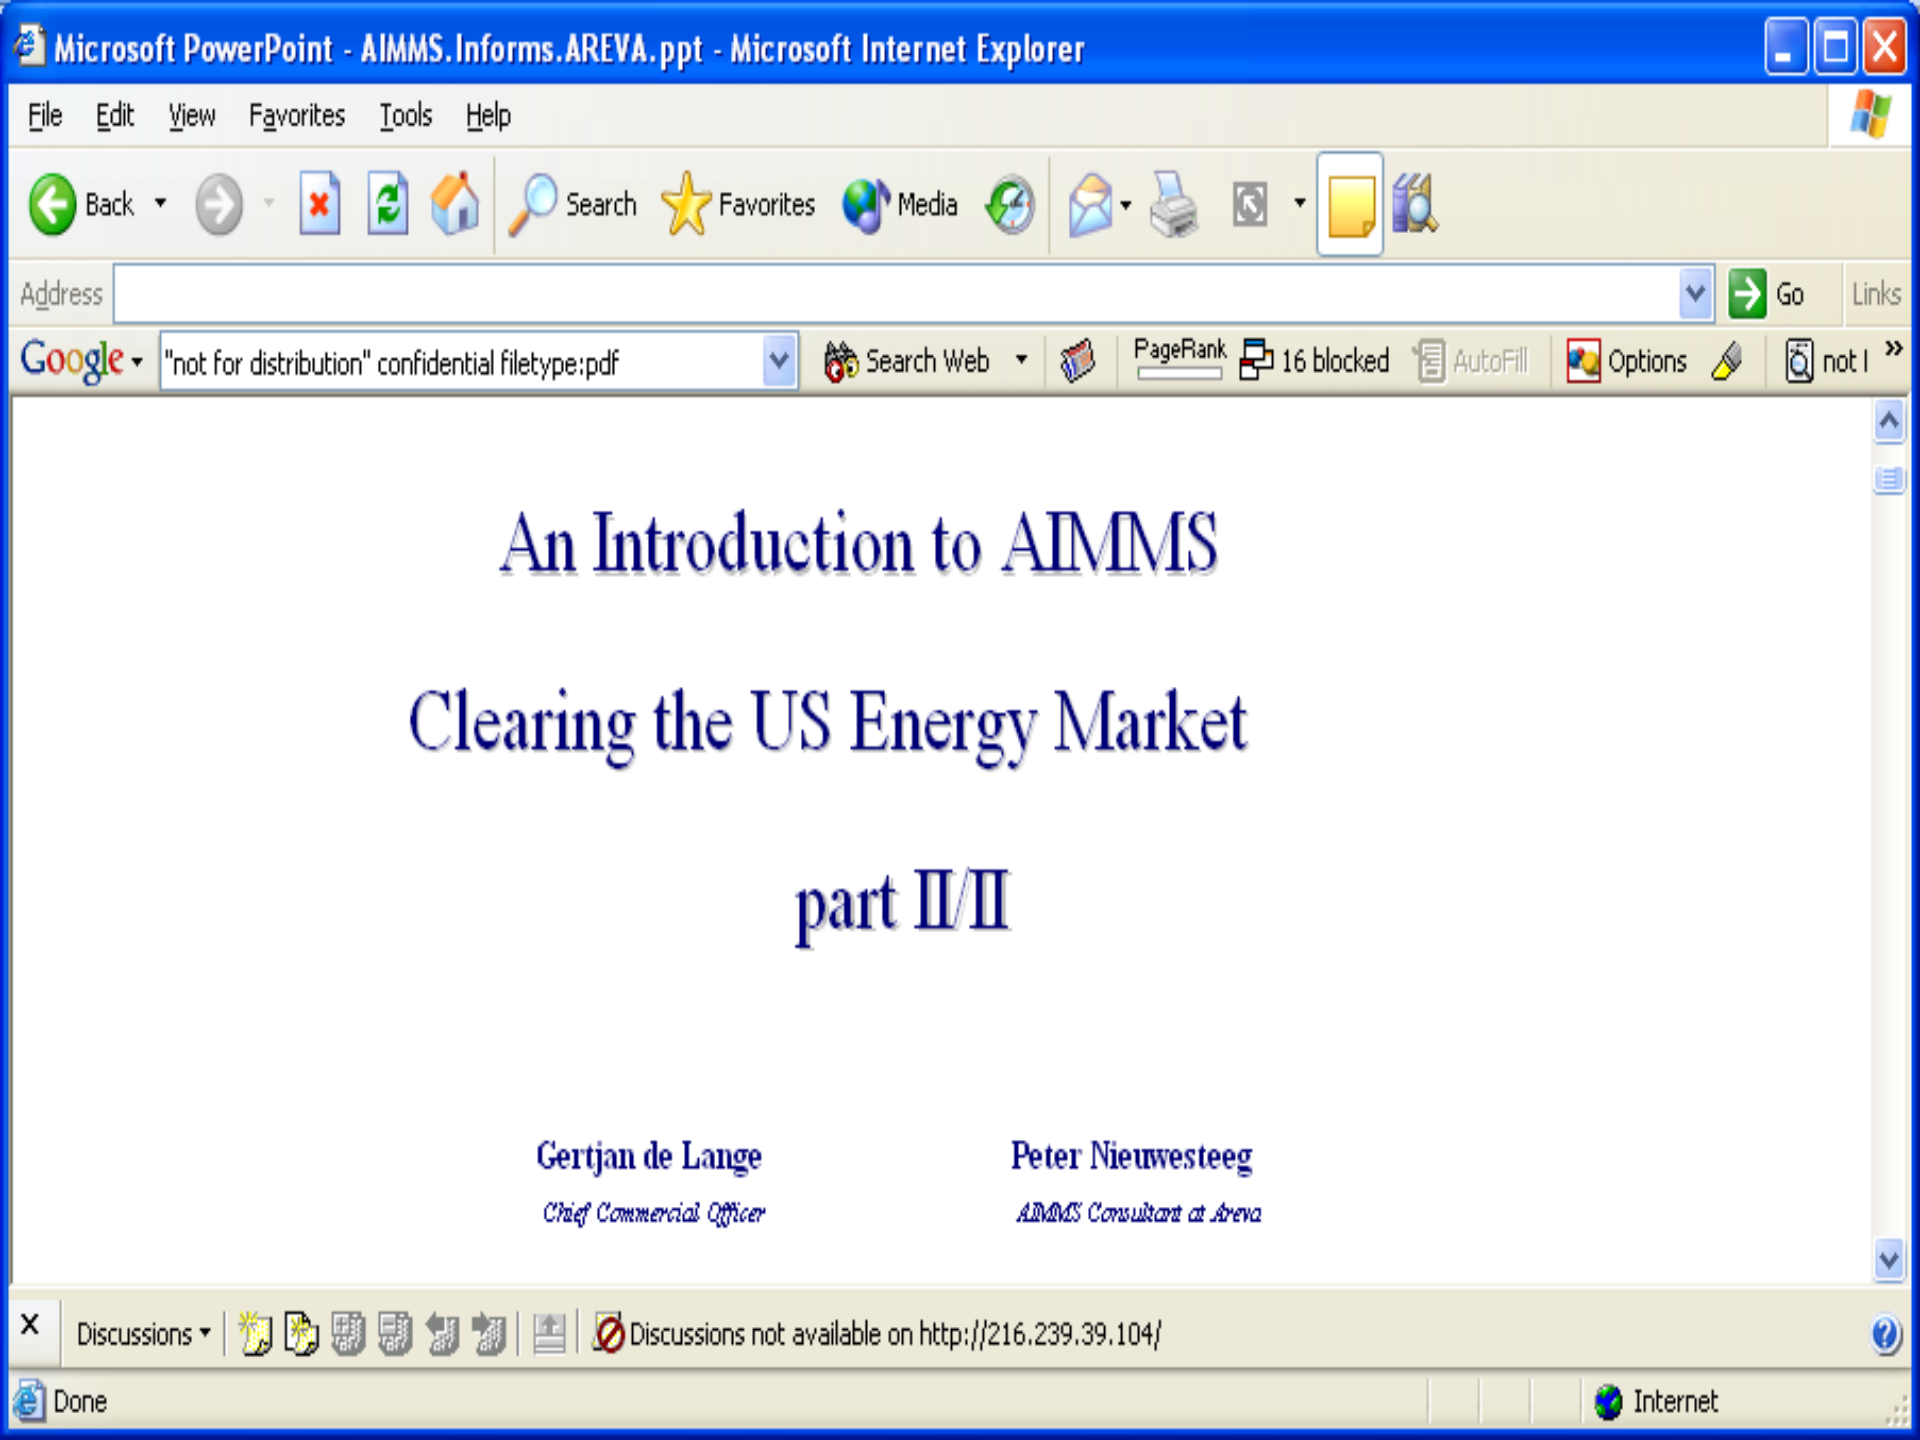 Microsoft PowerPoint - AIMMS.Informs.AREVA.ppt - Microsoft Internet Explorer
File Edit View Favorites Tools Help
Back Search Favorites Media
Address Go Links
Google "not for distribution" confidential filetype:pdf Search Web PageRank 16 blocked AutoFill Options not l »
An Introduction to AIMMS
Clearing the US Energy Market
part II/II
Gertjan de Lange Peter Nieuwesteeg
Chief Commercial Officer AIMMS Consultant at Areva
x Discussions Discussions not available on http://216.239.39.104/
Done Internet